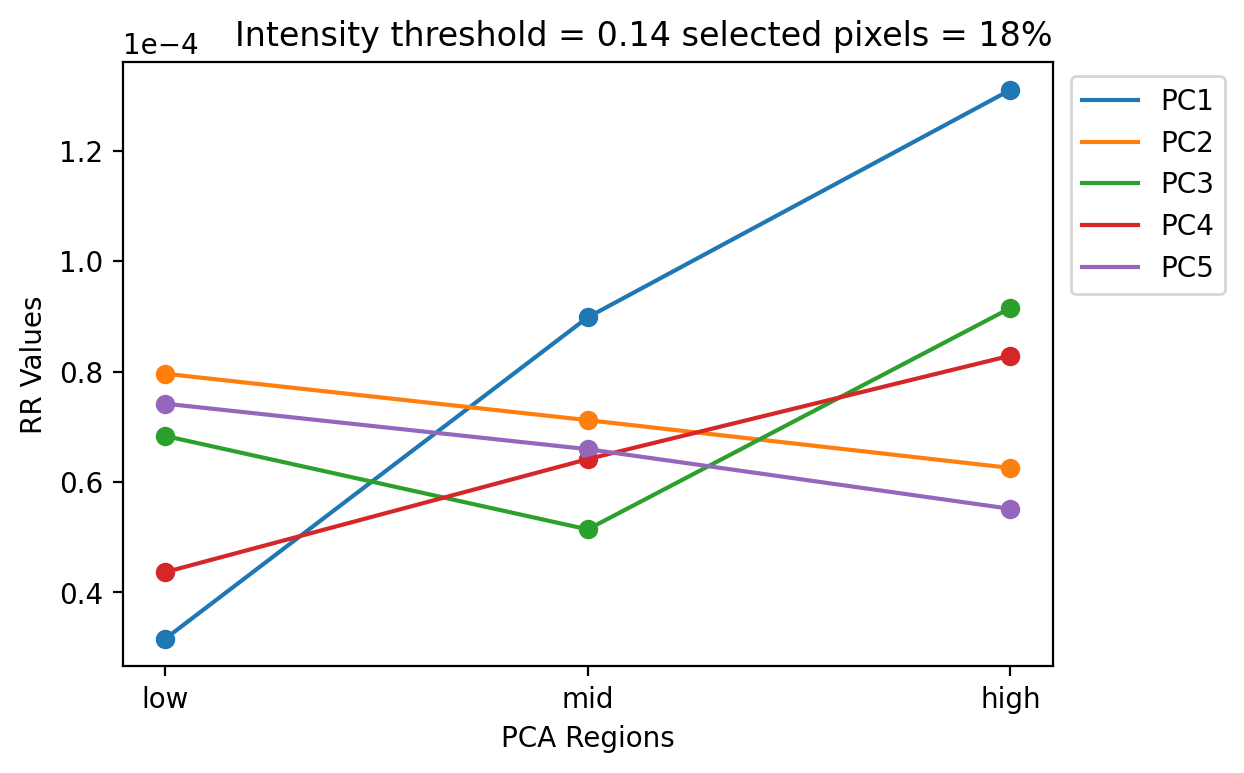 1e−4
Intensity threshold = 0.14 selected pixels = 18%
RR Values
1.2
1.0
0.8
0.6
0.4
low
mid
high
PCA Regions
PC1
PC2
PC3
PC4
PC5